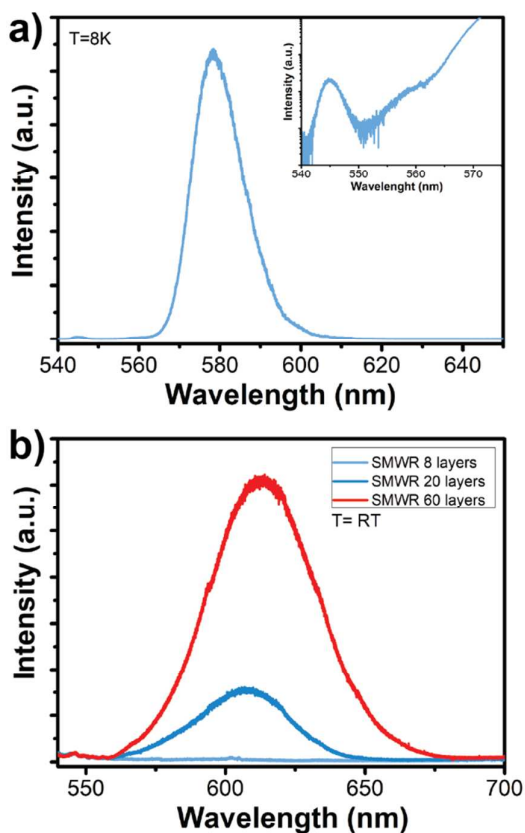 a)
T=8K
Intensity (a.u.)
Intensity (a.u.)
540 550 560 570
Wavelenght (nm)
540 560 580 600 620 640
Wavelength (nm)
b)
SMWR 8 layers
SMWR 20 layers
SMWR 60 layers
T= RT
Intensity (a.u.)
550 600 650 700
Wavelength (nm)